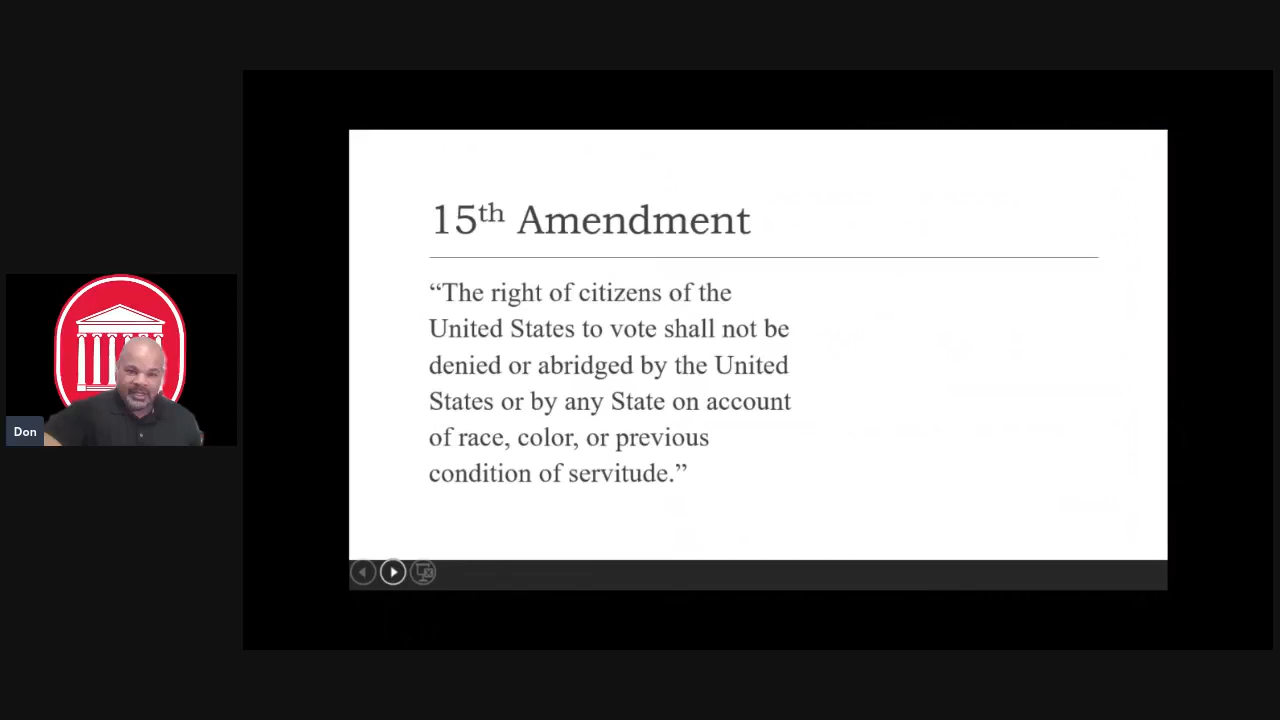 15th Amendment
“The right of citizens of the
United States to vote shall not be
denied or abridged by the United
States or by any State on account
of race, color, or previous
condition of servitude.”
Don